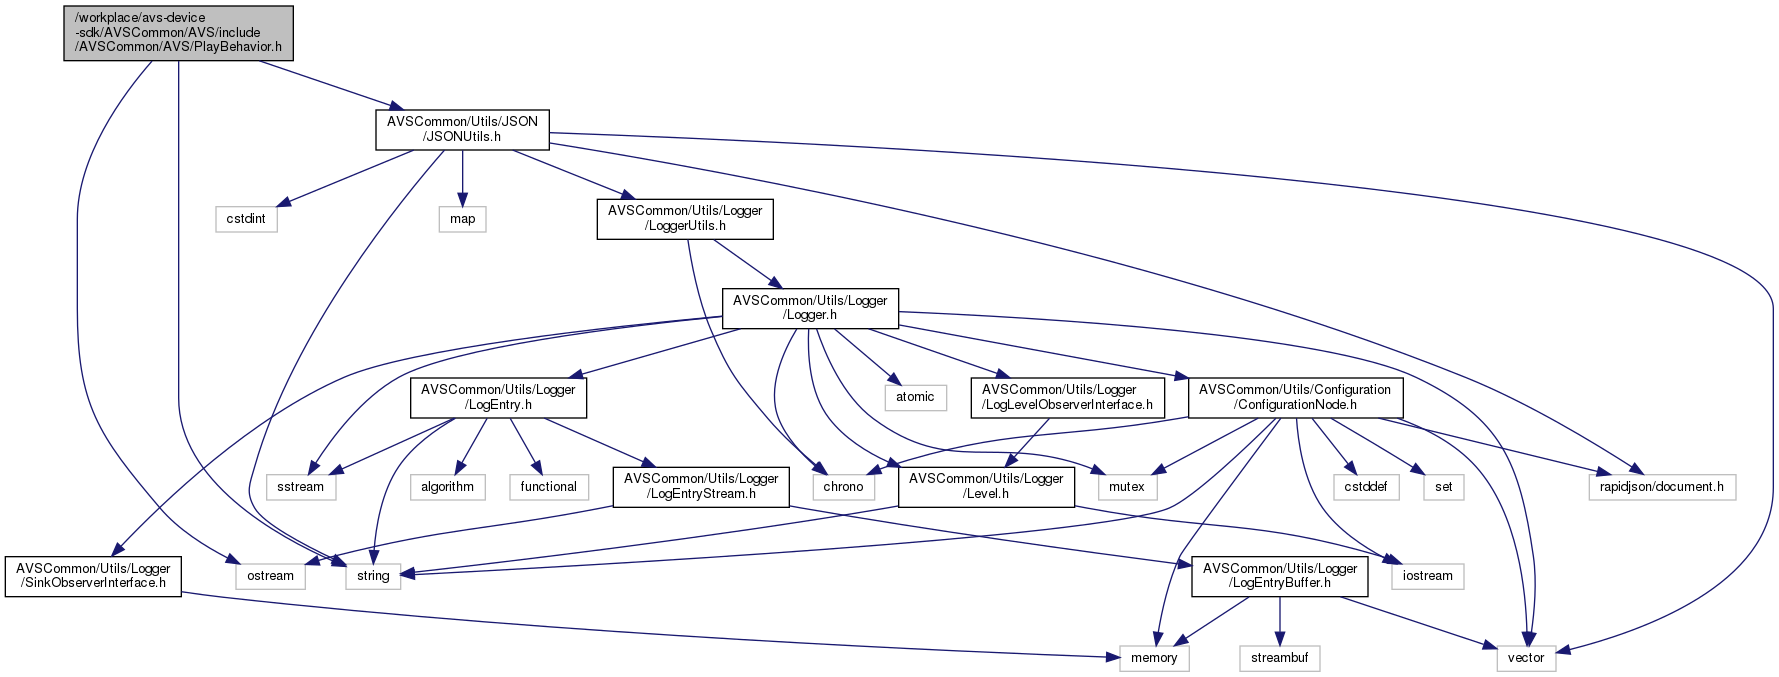 /workplace/avs-device
-sdk/AVSCommon/AVS/include
/AVSCommon/AVS/PlayBehavior.h
AVSCommon/Utils/JSON
/JSONUtils.h
cstdint
map
AVSCommon/Utils/Logger
/LoggerUtils.h
AVSCommon/Utils/Logger
/Logger.h
AVSCommon/Utils/Logger
/LogEntry.h
atomic
AVSCommon/Utils/Logger
/LogLevelObserverInterface.h
AVSCommon/Utils/Configuration
/ConfigurationNode.h
sstream
algorithm
functional
AVSCommon/Utils/Logger
/LogEntryStream.h
chrono
AVSCommon/Utils/Logger
/Level.h
mutex
cstddef
set
rapidjson/document.h
AVSCommon/Utils/Logger
/SinkObserverInterface.h
ostream
string
AVSCommon/Utils/Logger
/LogEntryBuffer.h
iostream
memory
streambuf
vector